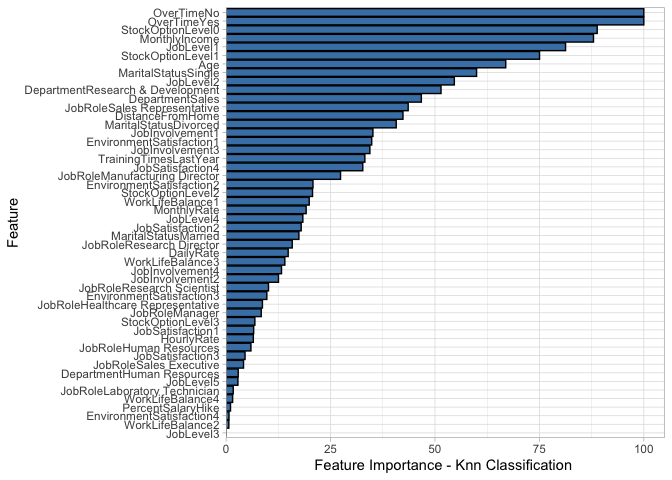 OverTimeNo
OverTimeYes
StockOptionLevel0
MonthlyIncome
JobLevel1
StockOptionLevel1
Age
MaritalStatusSingle
JobLevel2
DepartmentResearch & Development
DepartmentSales
JobRoleSales Representative
DistanceFromHome
MaritalStatusDivorced
JobInvolvement1
EnvironmentSatisfaction1
JobInvolvement3
TrainingTimesLastYear
JobSatisfaction4
JobRoleManufacturing Director
EnvironmentSatisfaction2
StockOptionLevel2
WorkLifeBalance1
MonthlyRate
JobLevel4
JobSatisfaction2
MaritalStatusMarried
JobRoleResearch Director
DailyRate
WorkLifeBalance3
JobInvolvement4
JobInvolvement2
JobRoleResearch Scientist
EnvironmentSatisfaction3
JobRoleHealthcare Representative
JobRoleManager
StockOptionLevel3
JobSatisfaction1
HourlyRate
JobRoleHuman Resources
JobSatisfaction3
JobRoleSales Executive
DepartmentHuman Resources
JobLevel5
JobRoleLaboratory Technician
WorkLifeBalance4
PercentSalaryHike
EnvironmentSatisfaction4
WorkLifeBalance2
JobLevel3
Feature
0 25 50 75 100
Feature Importance - Knn Classification